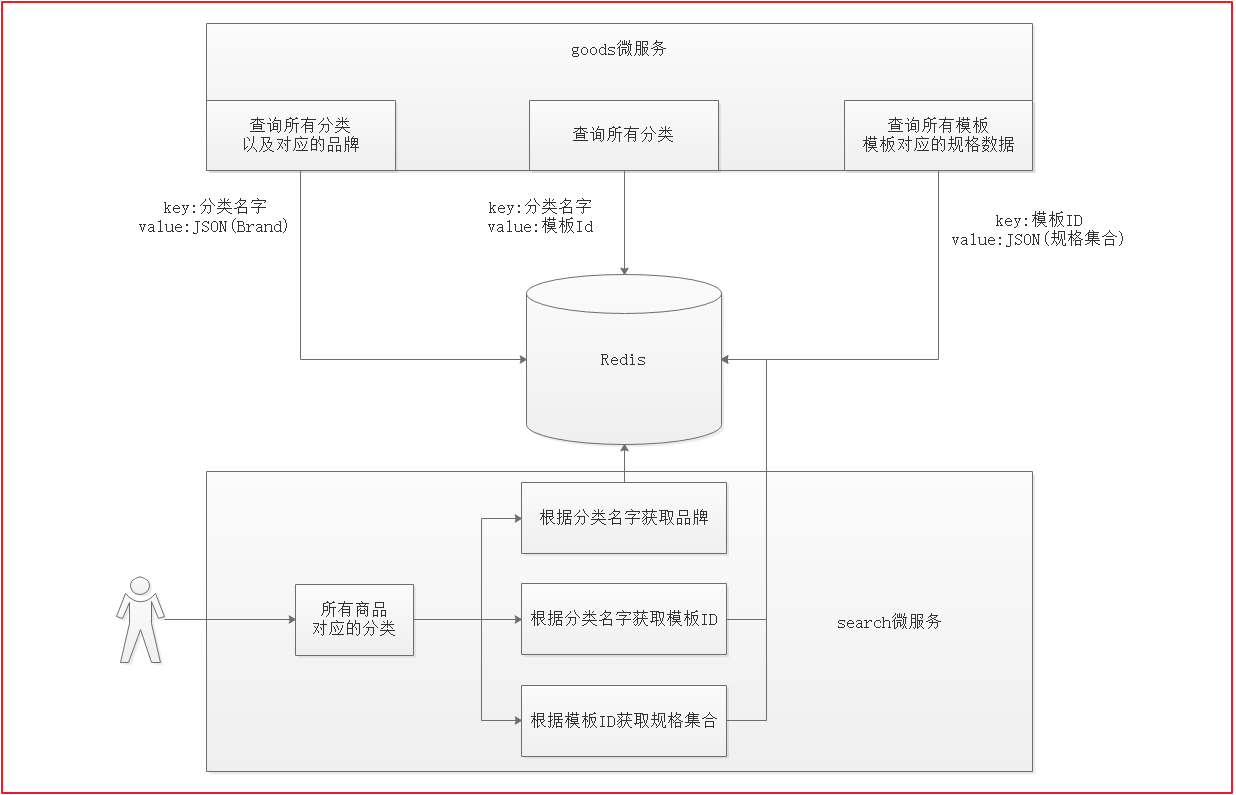 goods微服务
查询所有分类
以及对应的品牌
查询所有分类
查询所有模板
模板对应的规格数据
key:分类名字
value:JSON(Brand)
key:分类名字
value:模板Id
key:模板ID
value:JSON(规格集合)
Redis
根据分类名字获取品牌
所有商品
对应的分类
根据分类名字获取模板ID
search微服务
根据模板ID获取规格集合